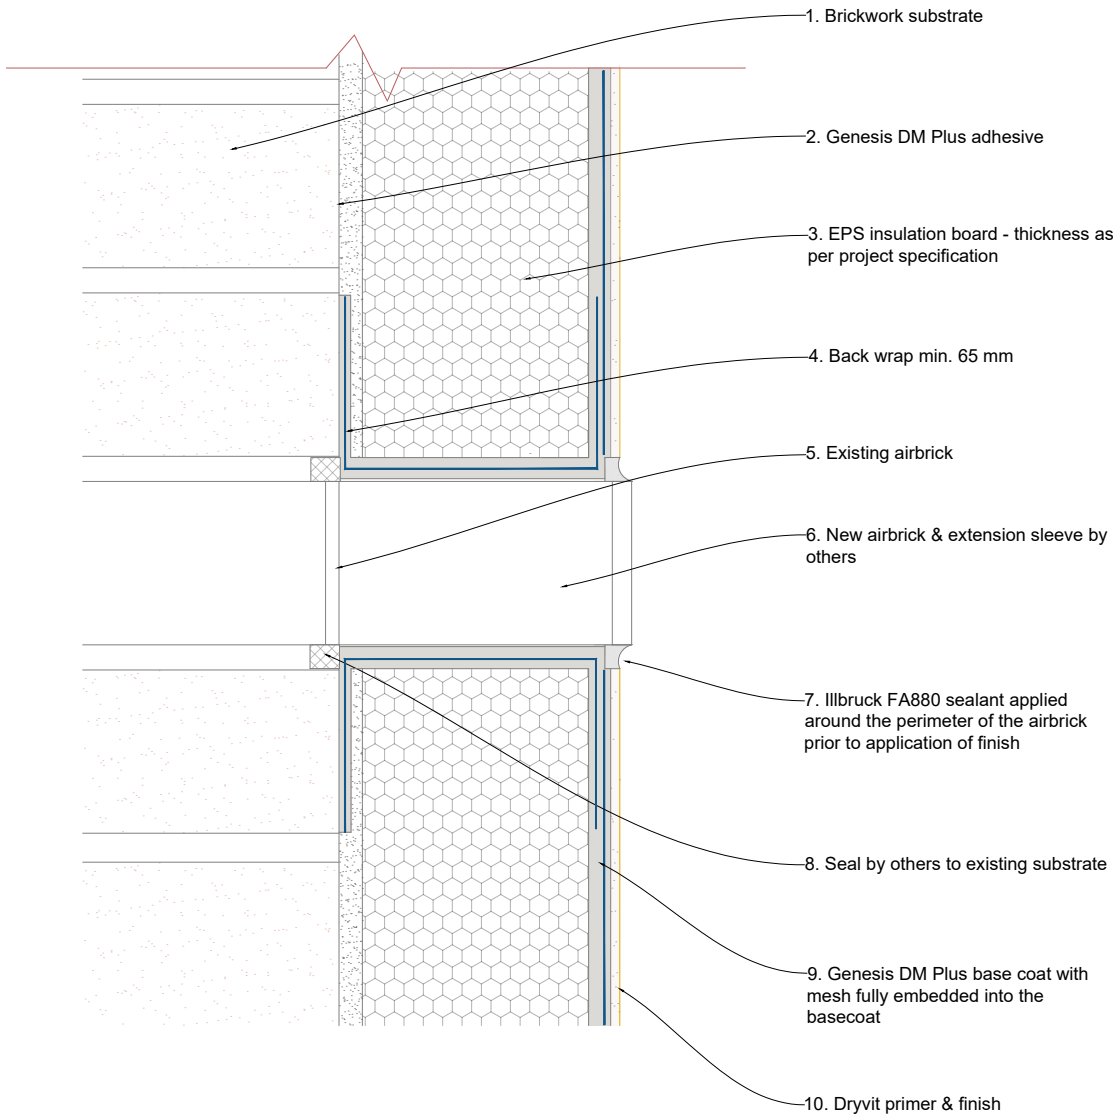 1. Brickwork substrate
2. Genesis DM Plus adhesive
3. EPS insulation board - thickness as
per project specification
4. Back wrap min. 65 mm
5. Existing airbrick
6. New airbrick & extension sleeve by
others
7. Illbruck FA880 sealant applied
around the perimeter of the airbrick
prior to application of finish
8. Seal by others to existing substrate
9. Genesis DM Plus base coat with
mesh fully embedded into the
basecoat
10. Dryvit primer & finish